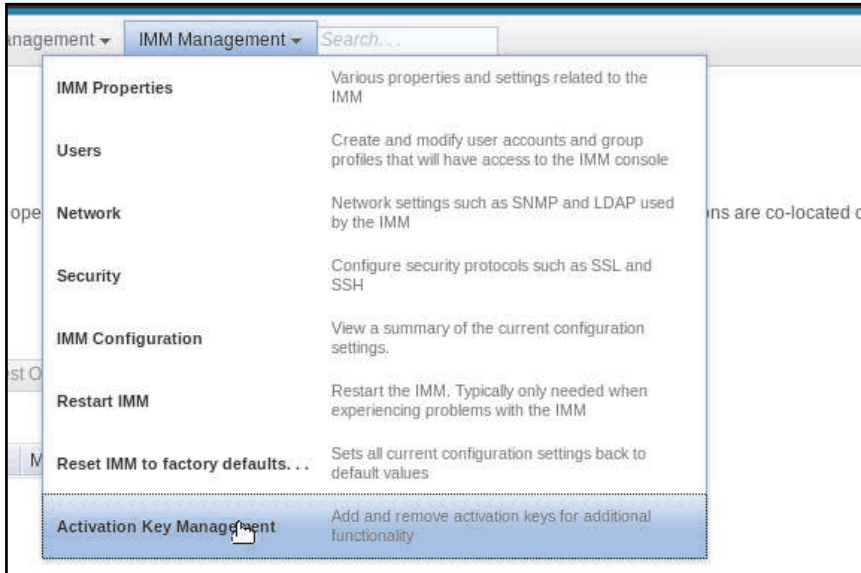 anagement IMM Management Search. . .
IMM Properties
Various properties and settings related to the
IMM
Users
Create and modify user accounts and group
profiles that will have access to the IMM console
Network
Network settings such as SNMP and LDAP used
by the IMM
ope
ons are co-located
Security
Configure security protocols such as SSL and
SSH
IMM Configuration
View a summary of the current configuration
settings.
est O
Restart IMM
Restart the IMM. Typically only needed when
experiencing problems with the IMM
M
Reset IMM to factory defaults. . .
Sets all current configuration settings back to
default values
Activation Key Management
Add and remove activation keys for additional
functionality